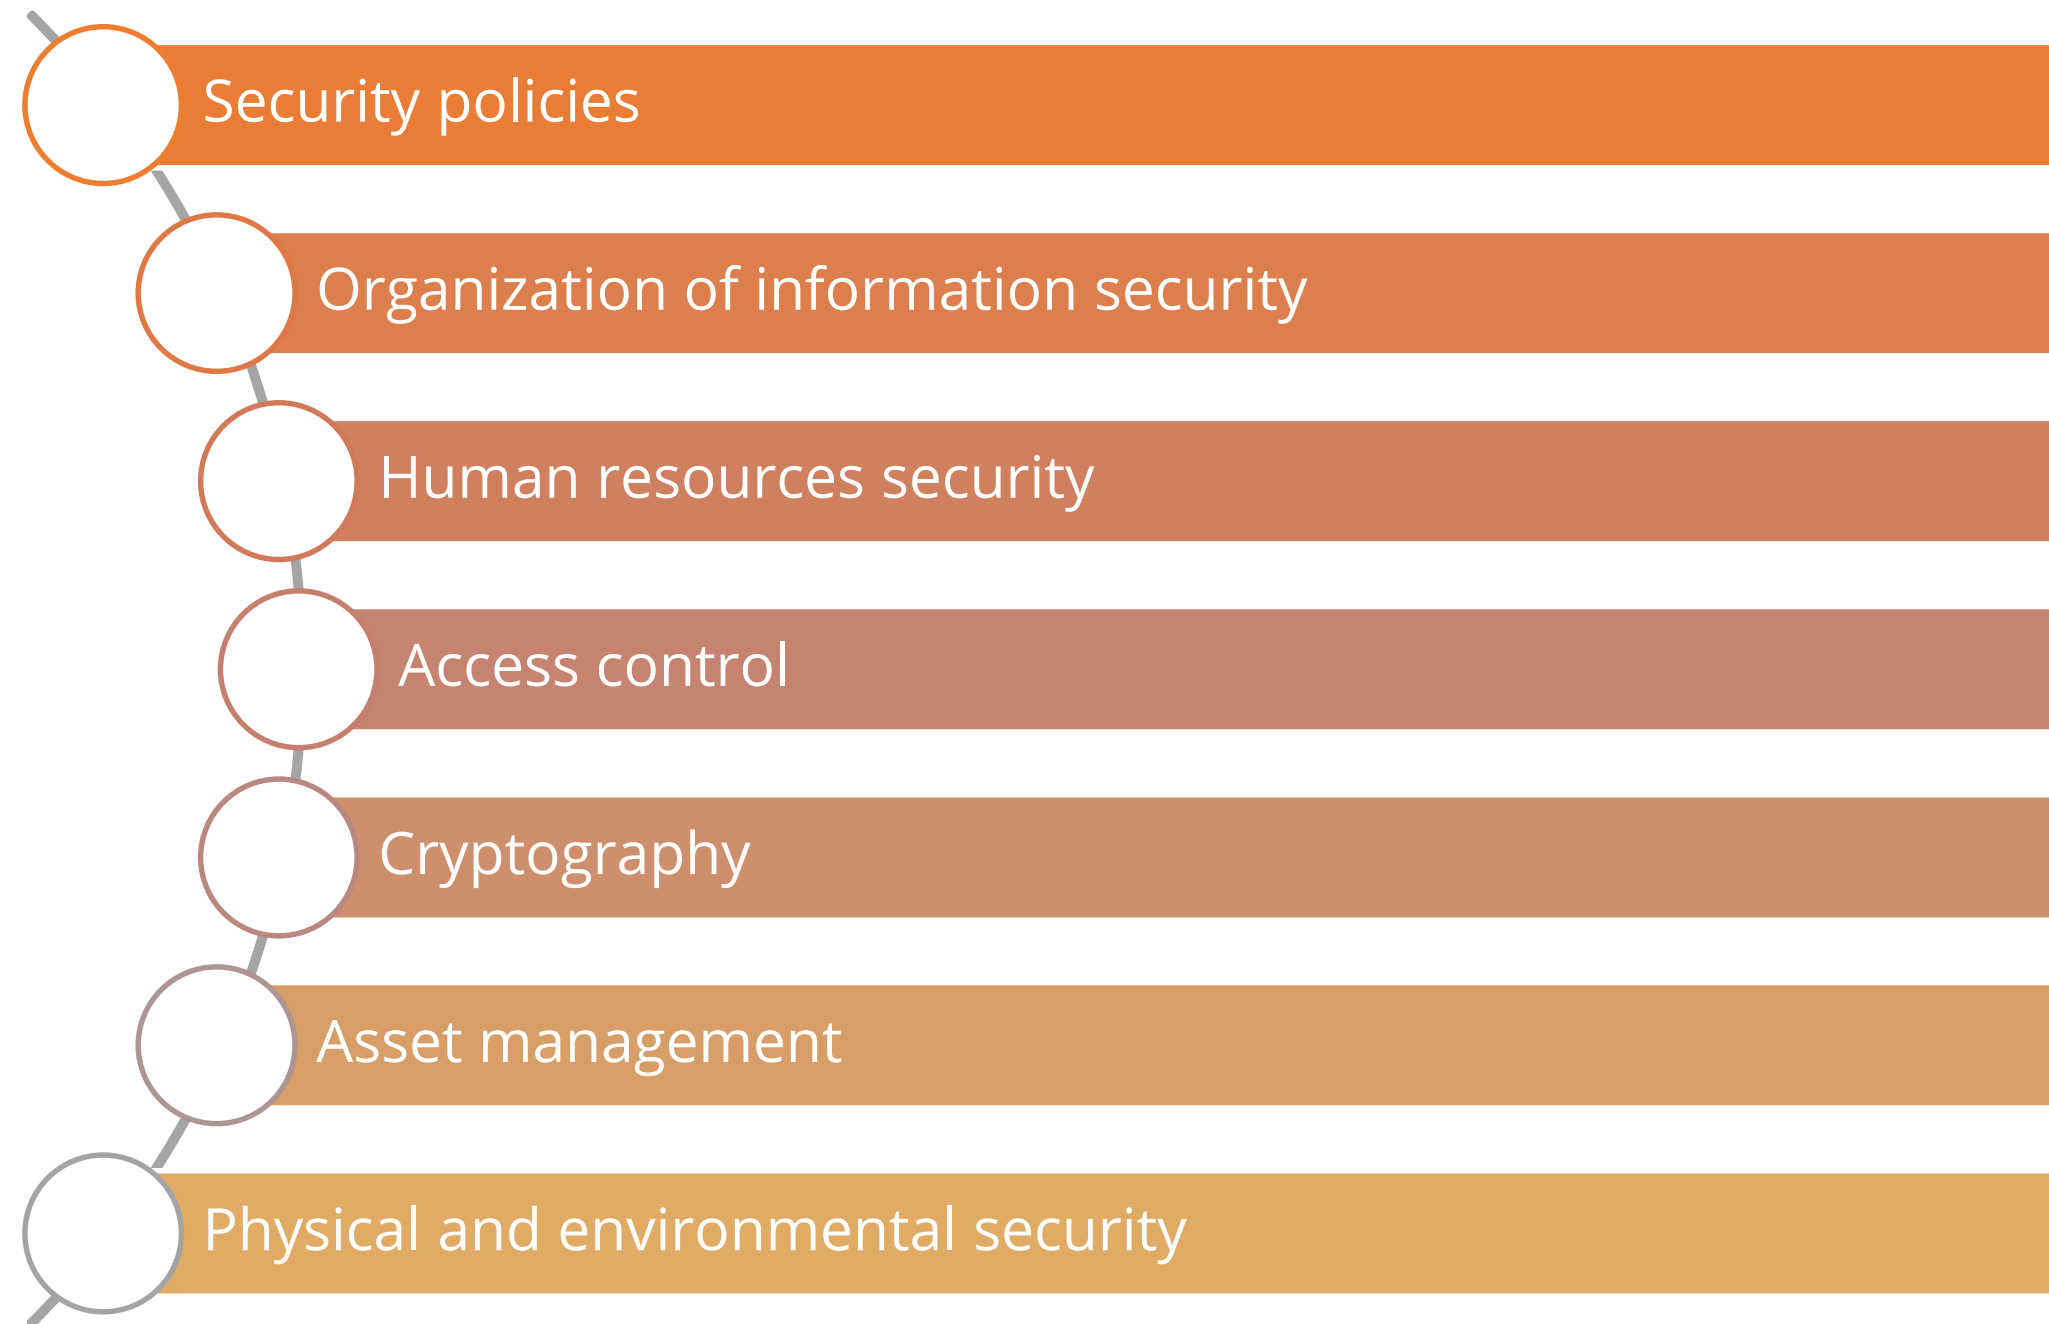 Security policies
Organization of information security
Human resources security
Access control
Cryptography
Asset management
Physical and environmental security